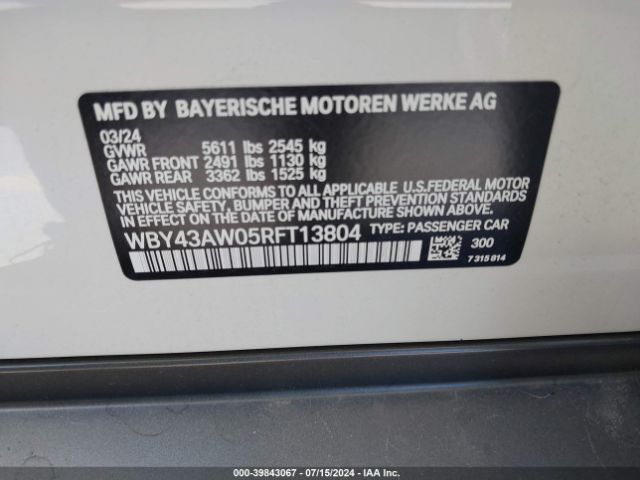 MFD BY BAYERISCHE MOTOREN WERKE AG
03/24
GVWR 5611 lbs 2545 kg
GAWR FRONT 2491 lbs 1130 kg
GAWR REAR 3362 lbs 1525 kg
THIS VEHICLE CONFORMS TO ALL APPLICABLE U.S.FEDERAL MOTOR
VEHICLE SAFETY, BUMPER AND THEFT PREVENTION STANDARDS
IN EFFECT ON THE DATE OF MANUFACTURE SHOWN ABOVE.
WBY43AW05RFT13804 TYPE: PASSENGER CAR
300
7 315 814
000-39843067 / 07/15/2024 - IAA Inc.